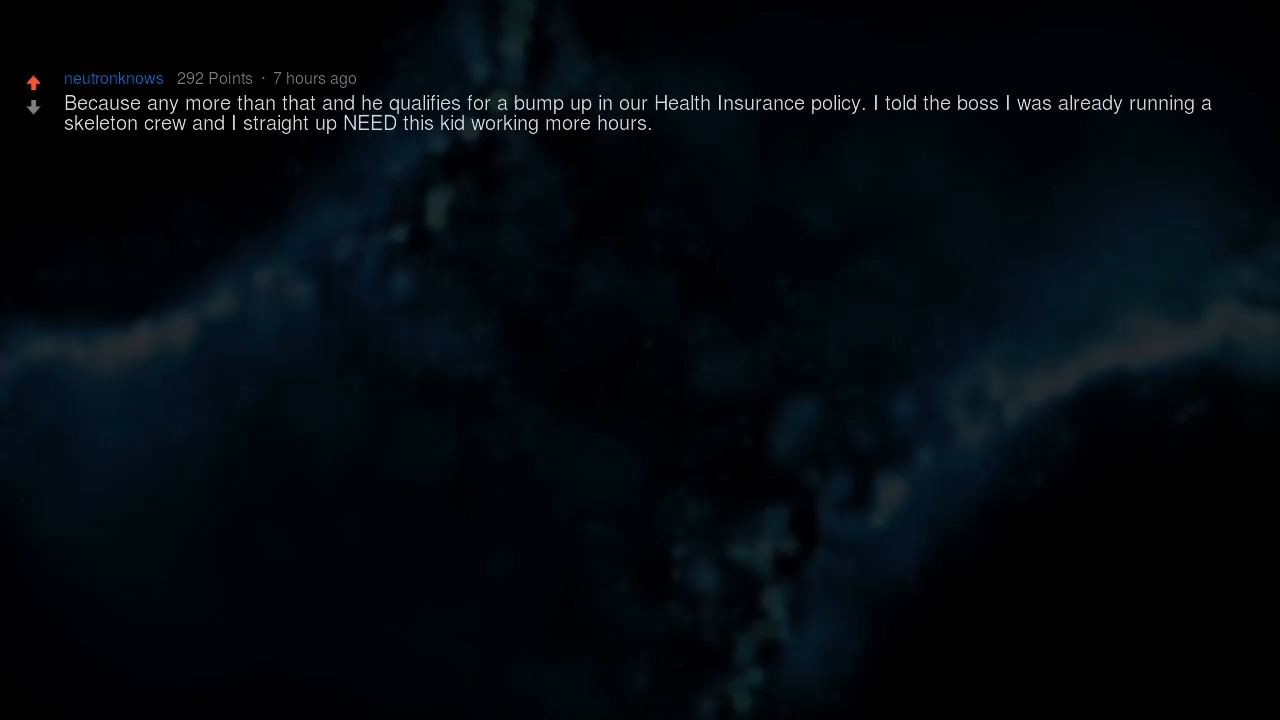 neutronknows 292 Points · 7 hours ago
Because any more than that and he qualifies for a bump up in our Health Insurance policy. I told the boss I was already running a
skeleton crew and I straight up NEED this kid working more hours.